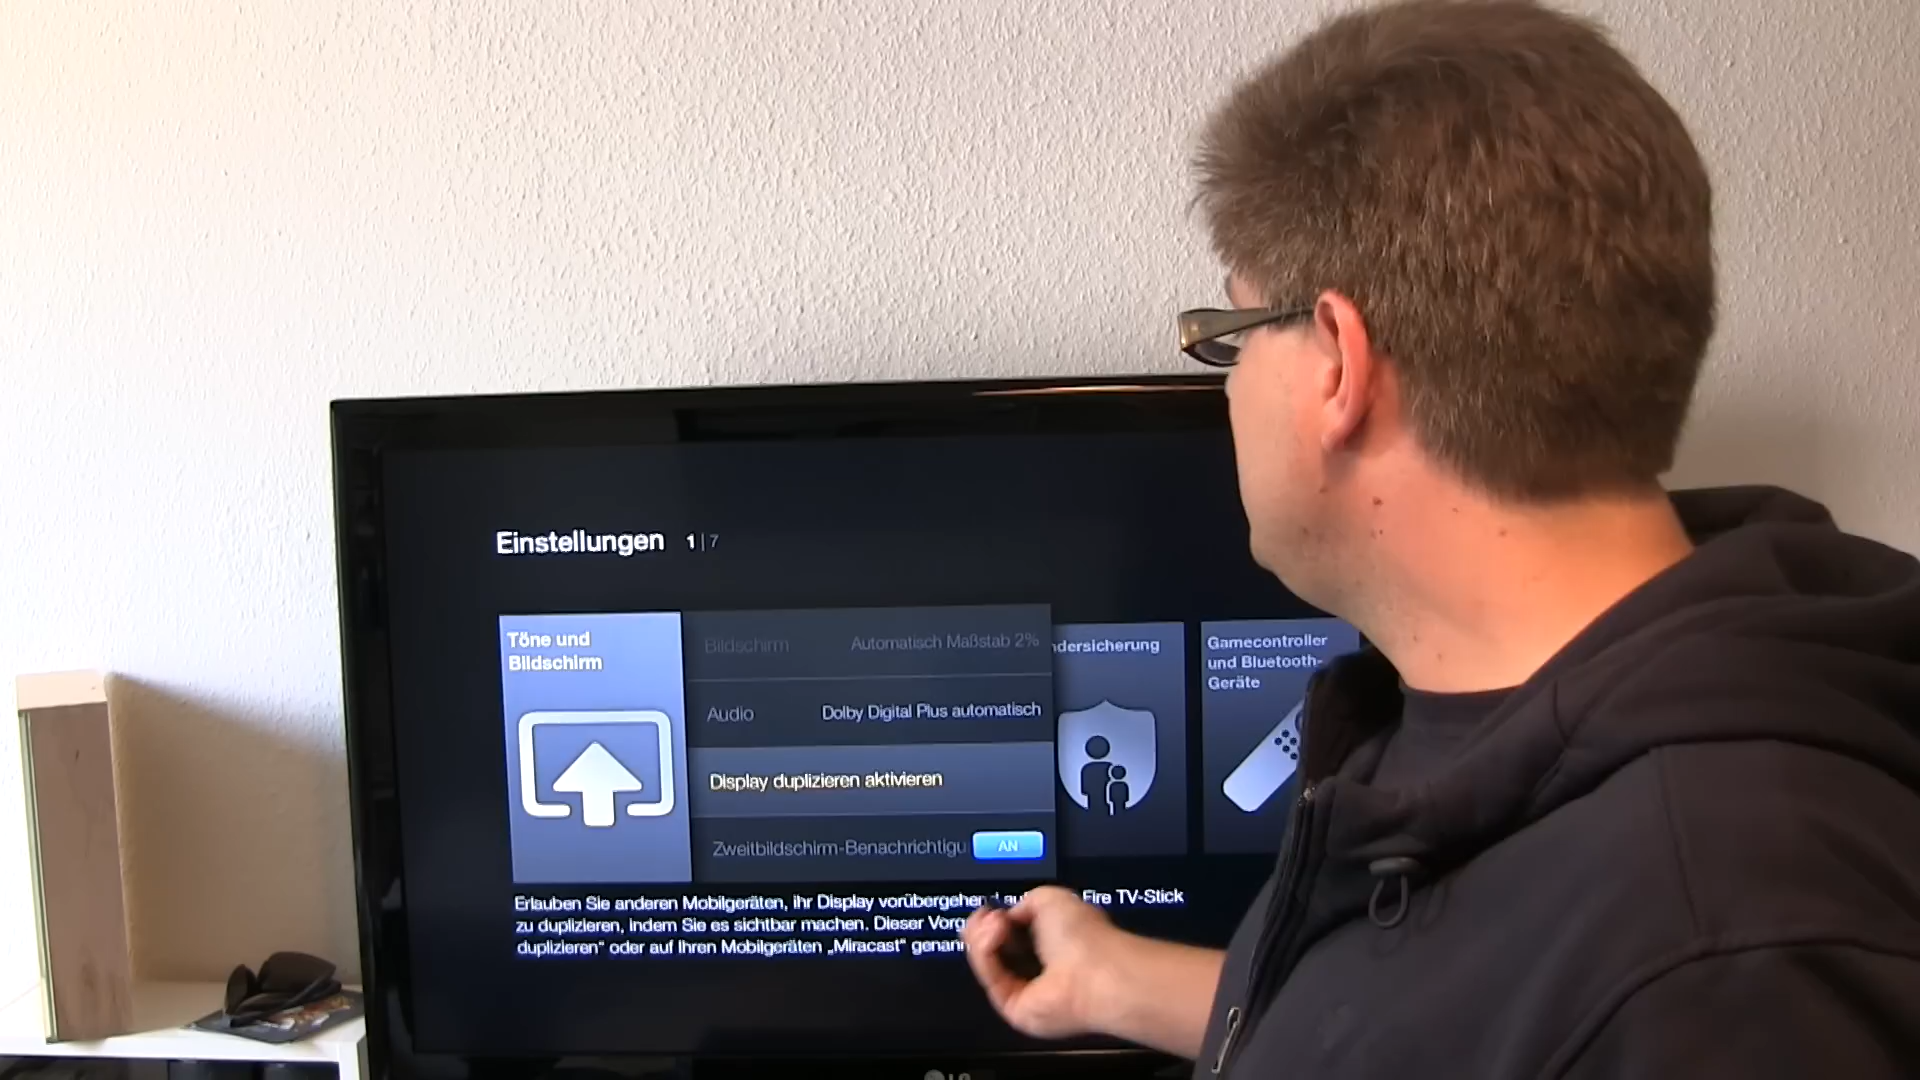 Einstellungen 1|7
Töne und
Bildschirm
Bildschirm Automatisch Maßstab 2%
Audio Dolby Digital Plus automatisch
Display duplizieren aktivieren
Zweitbildschirm-Benachrichtigu AN
ndersicherung
Gamecontroller
und Bluetooth-
Geräte
Erlauben Sie anderen Mobilgeräten, ihr Display vorübergehend Fire TV-Stick
zu duplizieren, indem Sie es sichtbar machen. Dieser Vorg
duplizieren" oder auf Ihren Mobilgeräten „Miracast" genann
LG